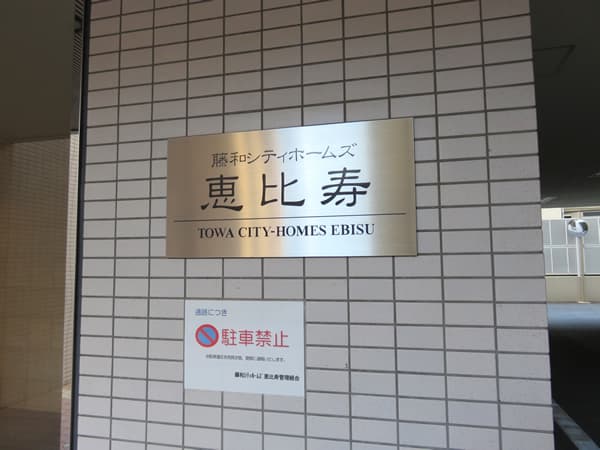 藤和シティホームズ
恵比寿
TOWA CITY-HOMES EBISU
通路につき
駐車禁止
藤和シティホームズ恵比寿管理組合